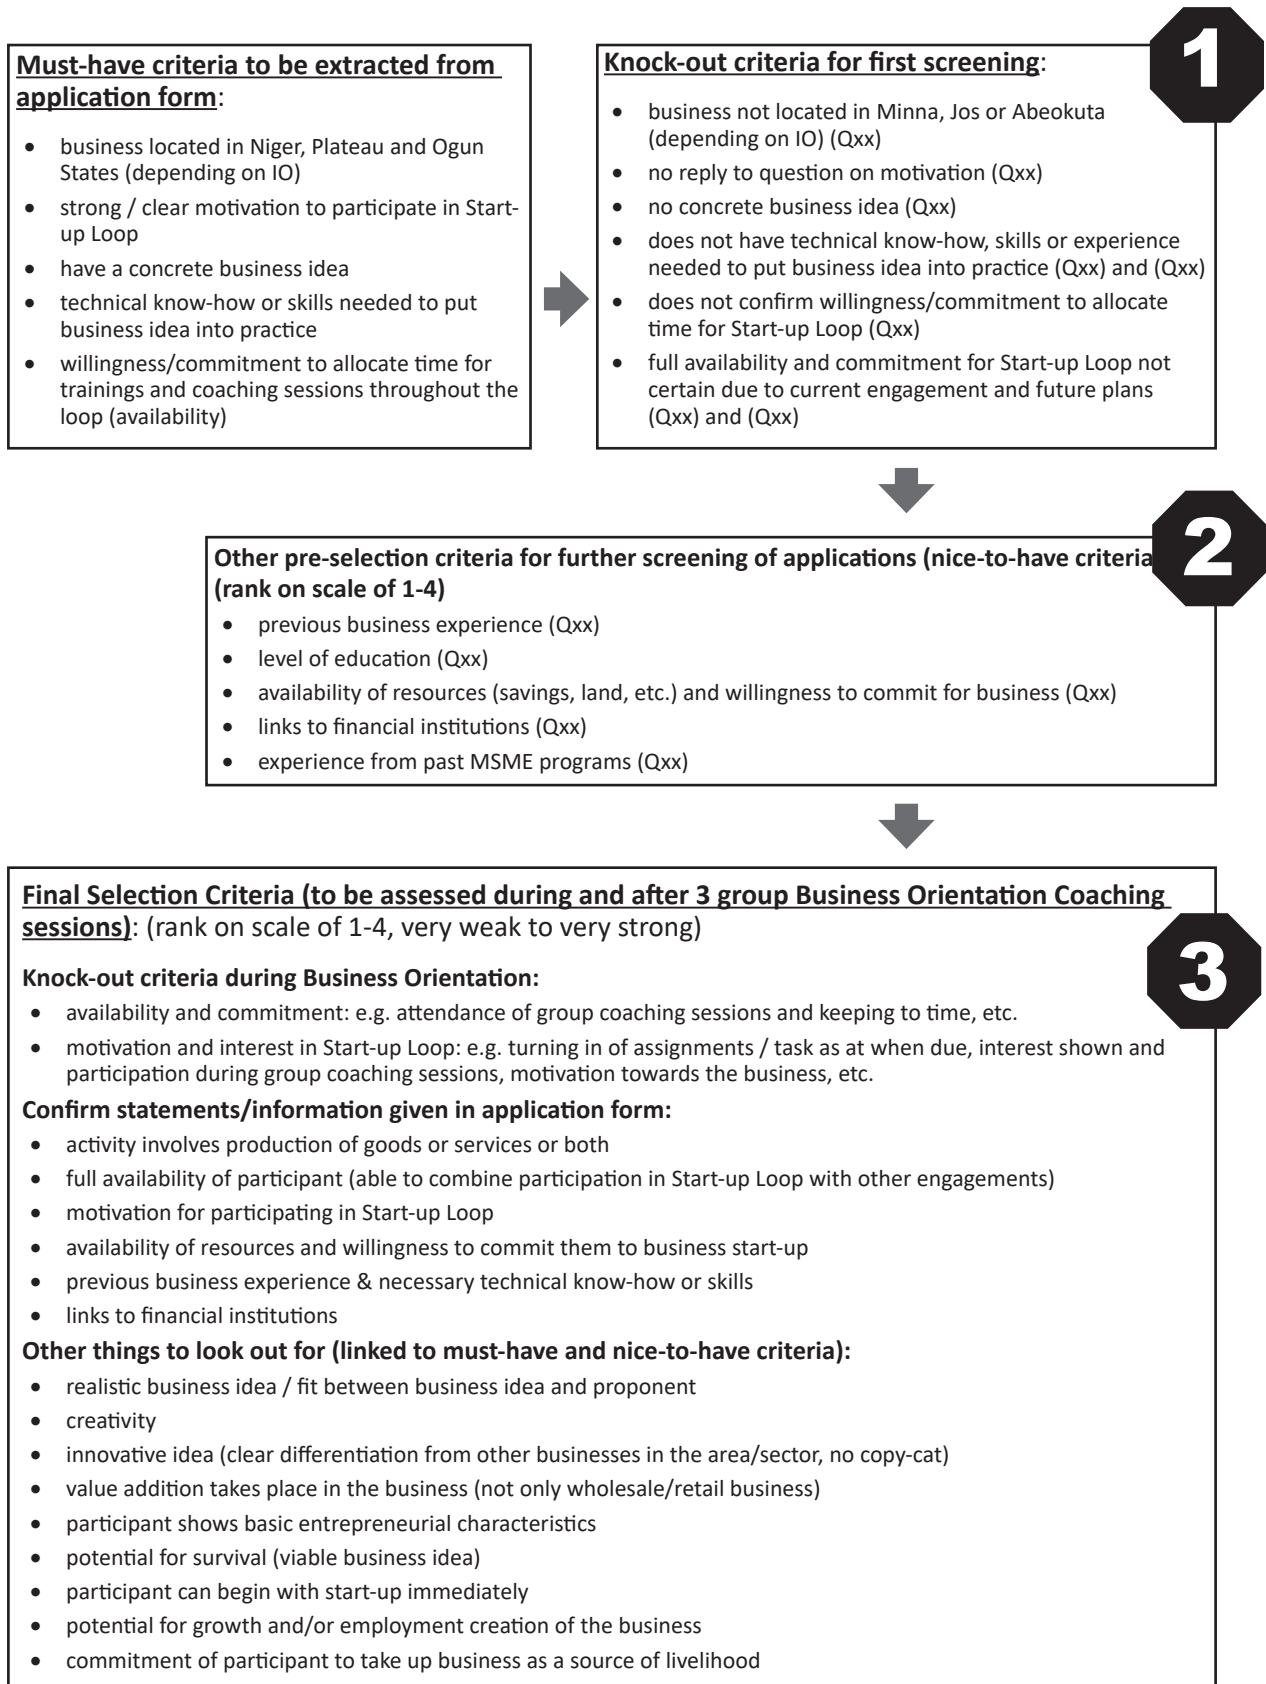 Must-have criteria to be extracted from
application form:
• business located in Niger, Plateau and Ogun
States (depending on IO)
• strong / clear motivation to participate in Start-
up Loop
• have a concrete business idea
• technical know-how or skills needed to put
business idea into practice
• willingness/commitment to allocate time for
trainings and coaching sessions throughout the
loop (availability)
1
Knock-out criteria for first screening:
• business not located in Minna, Jos or Abeokuta
(depending on IO) (Qxx)
• no reply to question on motivation (Qxx)
• no concrete business idea (Qxx)
• does not have technical know-how, skills or experience
needed to put business idea into practice (Qxx) and (Qxx)
• does not confirm willingness/commitment to allocate
time for Start-up Loop (Qxx)
• full availability and commitment for Start-up Loop not
certain due to current engagement and future plans
(Qxx) and (Qxx)
2
Other pre-selection criteria for further screening of applications (nice-to-have criteria
(rank on scale of 1-4)
• previous business experience (Qxx)
• level of education (Qxx)
• availability of resources (savings, land, etc.) and willingness to commit for business (Qxx)
• links to financial institutions (Qxx)
• experience from past MSME programs (Qxx)
Final Selection Criteria (to be assessed during and after 3 group Business Orientation Coaching
sessions): (rank on scale of 1-4, very weak to very strong)
3
Knock-out criteria during Business Orientation:
• availability and commitment: e.g. attendance of group coaching sessions and keeping to time, etc.
• motivation and interest in Start-up Loop: e.g. turning in of assignments / task as at when due, interest shown and
participation during group coaching sessions, motivation towards the business, etc.
Confirm statements/information given in application form:
• activity involves production of goods or services or both
• full availability of participant (able to combine participation in Start-up Loop with other engagements)
• motivation for participating in Start-up Loop
• availability of resources and willingness to commit them to business start-up
• previous business experience & necessary technical know-how or skills
• links to financial institutions
Other things to look out for (linked to must-have and nice-to-have criteria):
• realistic business idea / fit between business idea and proponent
• creativity
• innovative idea (clear differentiation from other businesses in the area/sector, no copy-cat)
• value addition takes place in the business (not only wholesale/retail business)
• participant shows basic entrepreneurial characteristics
• potential for survival (viable business idea)
• participant can begin with start-up immediately
• potential for growth and/or employment creation of the business
• commitment of participant to take up business as a source of livelihood